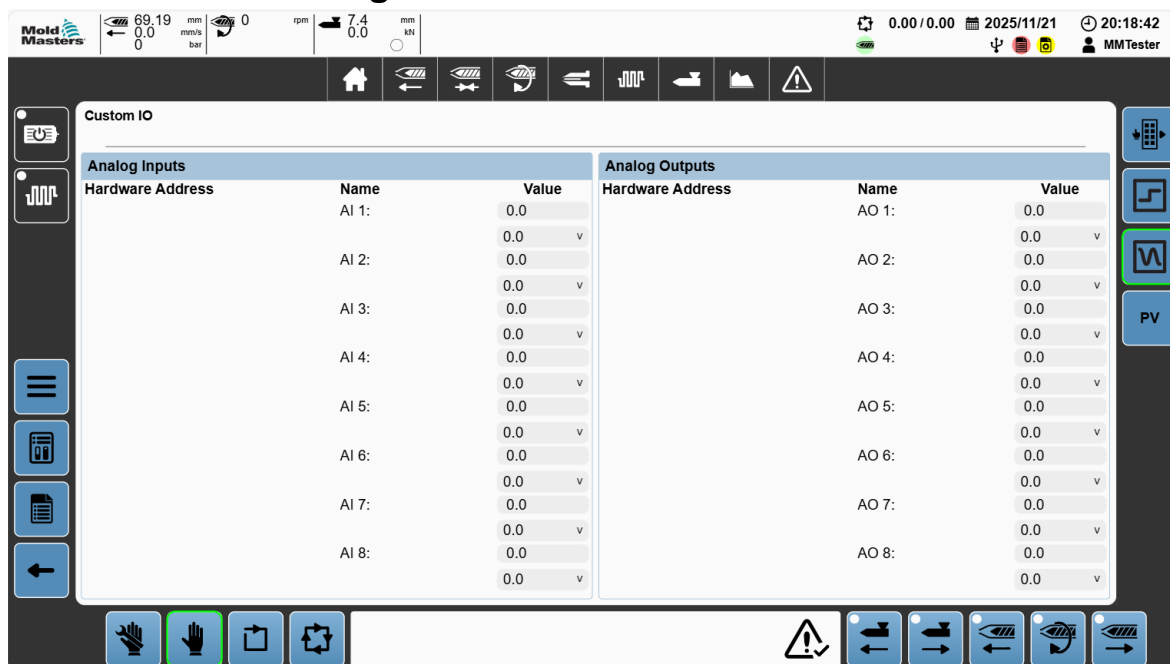 Mold
Masters
69.19 mm
0.0 mm/s
0 bar
0 rpm
7.4 mm
0.0 kN
0.00 / 0.00
2025/11/21
20:18:42
MMTester
Custom IO
Analog Inputs
Analog Outputs
Hardware Address Name Value
Hardware Address Name Value
AI 1: 0.0
AO 1: 0.0
0.0 v
0.0 v
AI 2: 0.0
AO 2: 0.0
0.0 v
0.0 v
AI 3: 0.0
AO 3: 0.0
0.0 v
0.0 v
AI 4: 0.0
AO 4: 0.0
0.0 v
0.0 v
AI 5: 0.0
AO 5: 0.0
0.0 v
0.0 v
AI 6: 0.0
AO 6: 0.0
0.0 v
0.0 v
AI 7: 0.0
AO 7: 0.0
0.0 v
0.0 v
AI 8: 0.0
AO 8: 0.0
0.0 v
0.0 v
PV